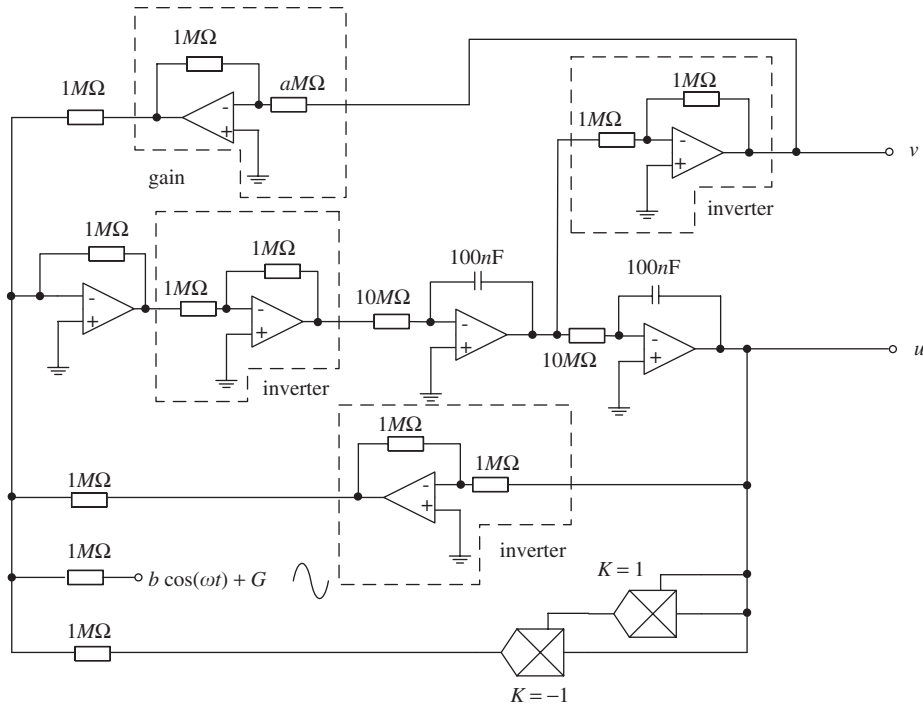 1MΩ
1MΩ
aMΩ
-
+
gain
1MΩ
1MΩ
-
+
inverter
v
1MΩ
-
+
1MΩ
1MΩ
-
+
inverter
10MΩ
100nF
-
+
10MΩ
100nF
-
+
u
1MΩ
1MΩ
1MΩ
-
+
inverter
1MΩ
b cos(ωt) + G
K = 1
1MΩ
K = −1